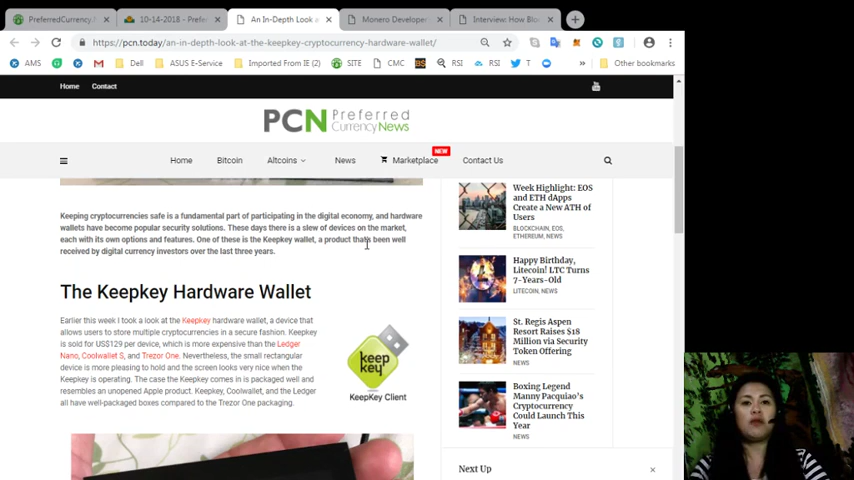 PreferredCurrency/
10-14-2018 - Prefer
An In-Depth Look a
Monero Developer
Interview: How Blo
https://pcn.today/an-in-depth-look-at-the-keepkey-cryptocurrency-hardware-wallet/
AMS
Dell
ASUS E-Service
Imported From IE (2)
SITE
CMC
BS
RSI
RSI
T
»
Other bookmarks
Home
Contact
PCN Preferred
Currency News
Home
Bitcoin
Altcoins
News
Marketplace
NEW
Contact Us
Keeping cryptocurrencies safe is a fundamental part of participating in the digital economy, and hardware
wallets have become popular security solutions. These days there is a slew of devices on the market,
each with its own options and features. One of these is the Keepkey wallet, a product that's been well
received by digital currency investors over the last three years.
The Keepkey Hardware Wallet
Earlier this week I took a look at the Keepkey hardware wallet, a device that
allows users to store multiple cryptocurrencies in a secure fashion. Keepkey
is sold for US$129 per device, which is more expensive than the Ledger
Nano, Coolwallet S, and Trezor One. Nevertheless, the small rectangular
device is more pleasing to hold and the screen looks very nice when the
Keepkey is operating. The case the Keepkey comes in is packaged well and
resembles an unopened Apple product. Keepkey, Coolwallet, and the Ledger
all have well-packaged boxes compared to the Trezor One packaging.
keep
key
KeepKey Client
Week Highlight: EOS
and ETH dApps
Create a New ATH of
Users
BLOCKCHAIN, EOS,
ETHEREUM, NEWS
Happy Birthday,
Litecoin! LTC Turns
7-Years-Old
LITECOIN, NEWS
St. Regis Aspen
Resort Raises $18
Million via Security
Token Offering
NEWS
Boxing Legend
Manny Pacquiao's
Cryptocurrency
Could Launch This
Year
NEWS
Next Up